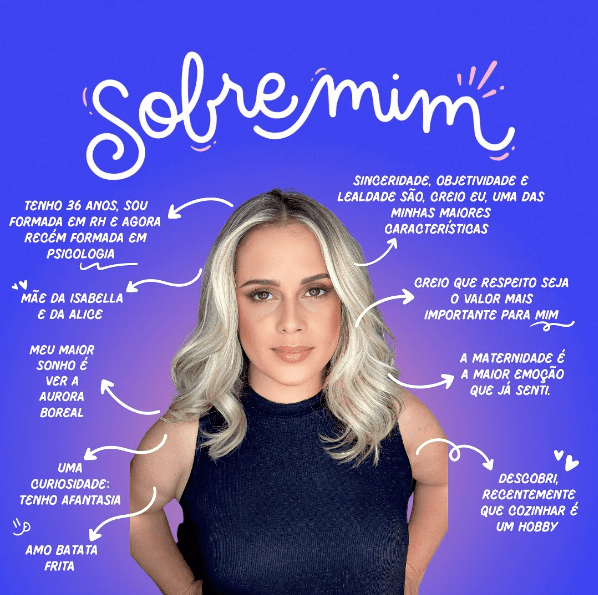 Sobre mim
TENHO 36 ANOS, SOU
FORMADA EM RH E AGORA
RECÉM FORMADA EM
PSICOLOGIA
SINCERIDADE, OBJETIVIDADE E
LEALDADE SÃO, CREIO EU, UMA DAS
MINHAS MAIORES
CARACTERÍSTICAS
MÃE DA ISABELLA
E DA ALICE
CREIO QUE RESPEITO SEJA
O VALOR MAIS
IMPORTANTE PARA MIM
MEU MAIOR
SONHO É
VER A
AURORA
BOREAL
A MATERNIDADE É
A MAIOR EMOÇÃO
QUE JÁ SENTI.
UMA
CURIOSIDADE:
TENHO AFANTASIA
DESCOBRI,
RECENTEMENTE
QUE COZINHAR É
UM HOBBY
AMO BATATA
FRITA